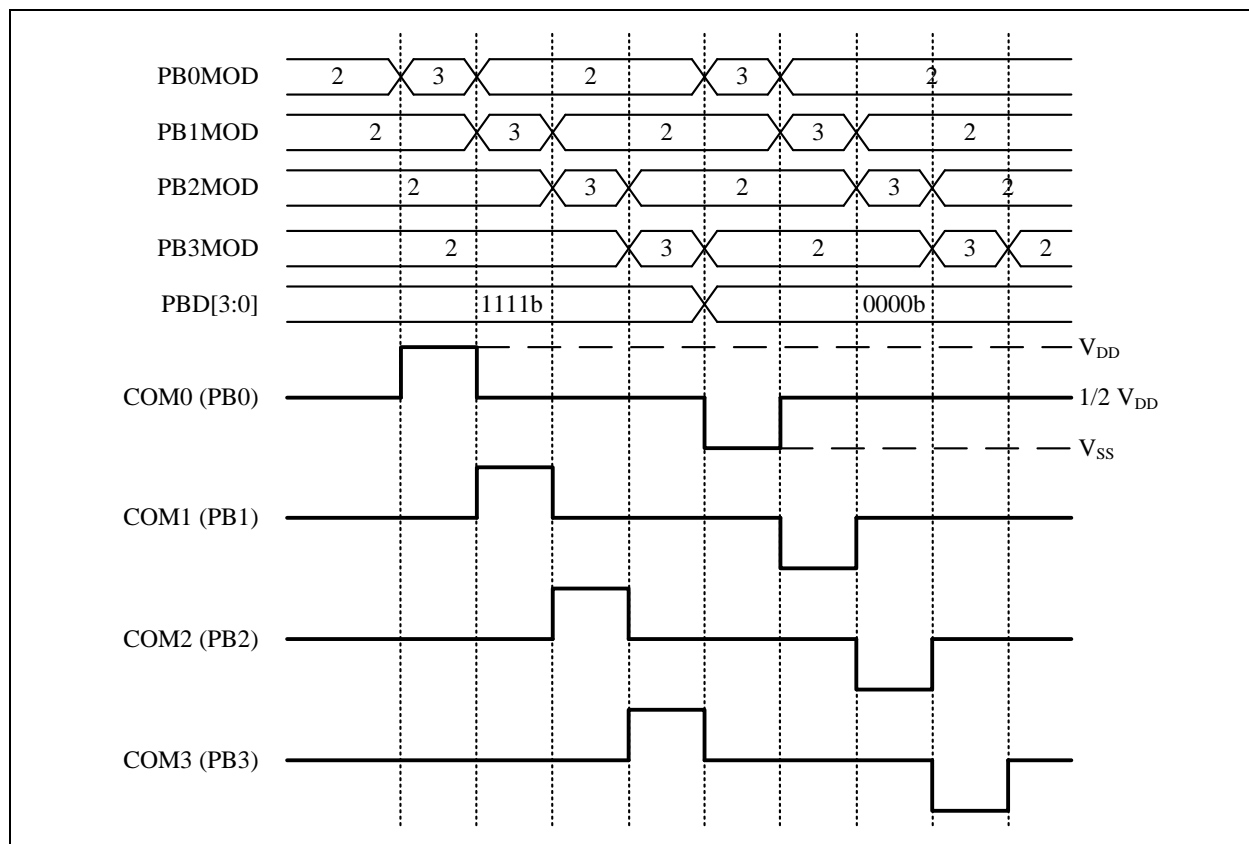 PB0MOD 2 3 2 3 2
PB1MOD 2 3 2 3 2
PB2MOD 2 3 2 3 2
PB3MOD 2 3 2 3 2
PBD[3:0] 1111b 0000b
VDD
COM0 (PB0) 1/2 VDD
VSS
COM1 (PB1)
COM2 (PB2)
COM3 (PB3)